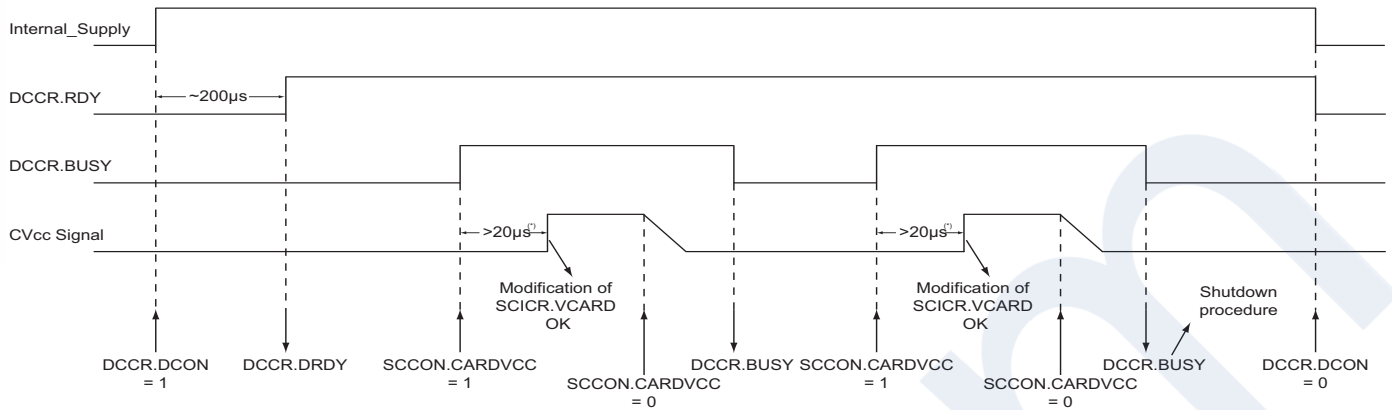 Internal_Supply
DCCR.RDY
~200µs
DCCR.BUSY
CVcc Signal
>20µs(*)
>20µs(*)
Modification of
SCICR.VCARD
OK
Modification of
SCICR.VCARD
OK
Shutdown
procedure
DCCR.DCON
= 1
DCCR.DRDY
SCCON.CARDVCC
= 1
SCCON.CARDVCC
= 0
DCCR.BUSY
SCCON.CARDVCC
= 1
SCCON.CARDVCC
= 0
DCCR.BUSY
DCCR.DCON
= 0